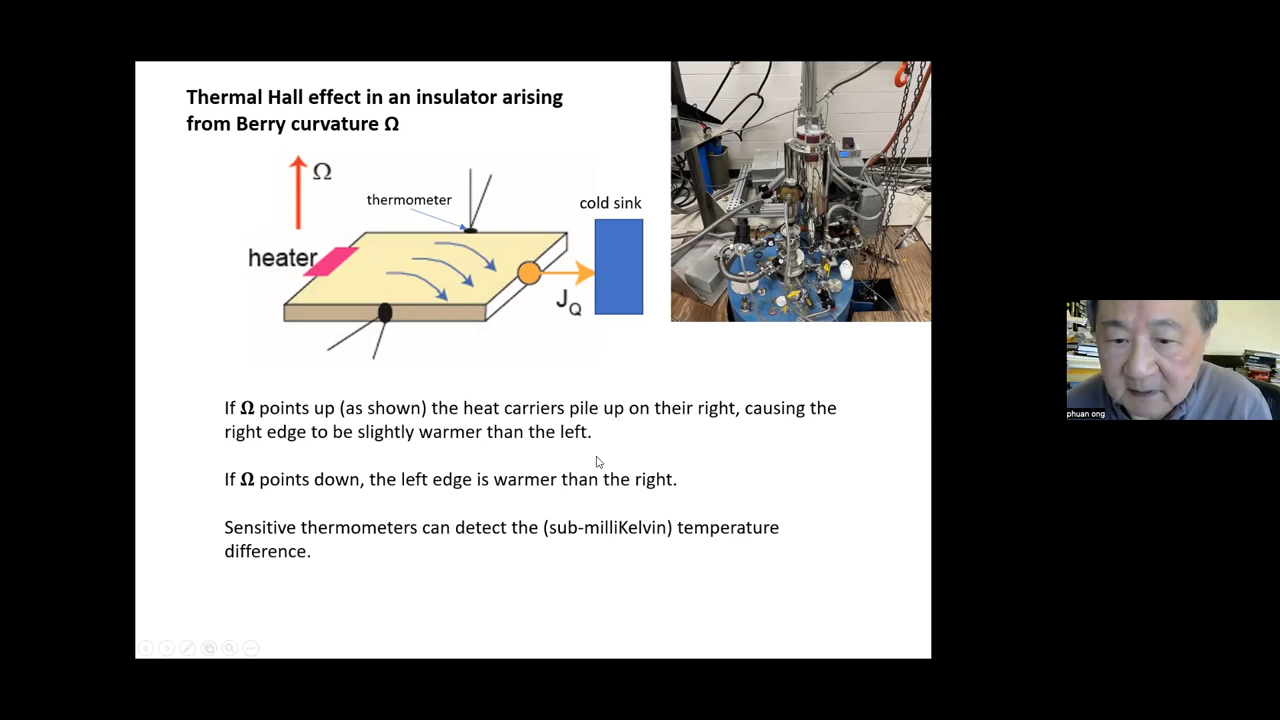 Thermal Hall effect in an insulator arising
from Berry curvature Ω
Ω
thermometer
cold sink
heater
J_Q
If Ω points up (as shown) the heat carriers pile up on their right, causing the
right edge to be slightly warmer than the left.
If Ω points down, the left edge is warmer than the right.
Sensitive thermometers can detect the (sub-milliKelvin) temperature
difference.
phuan ong